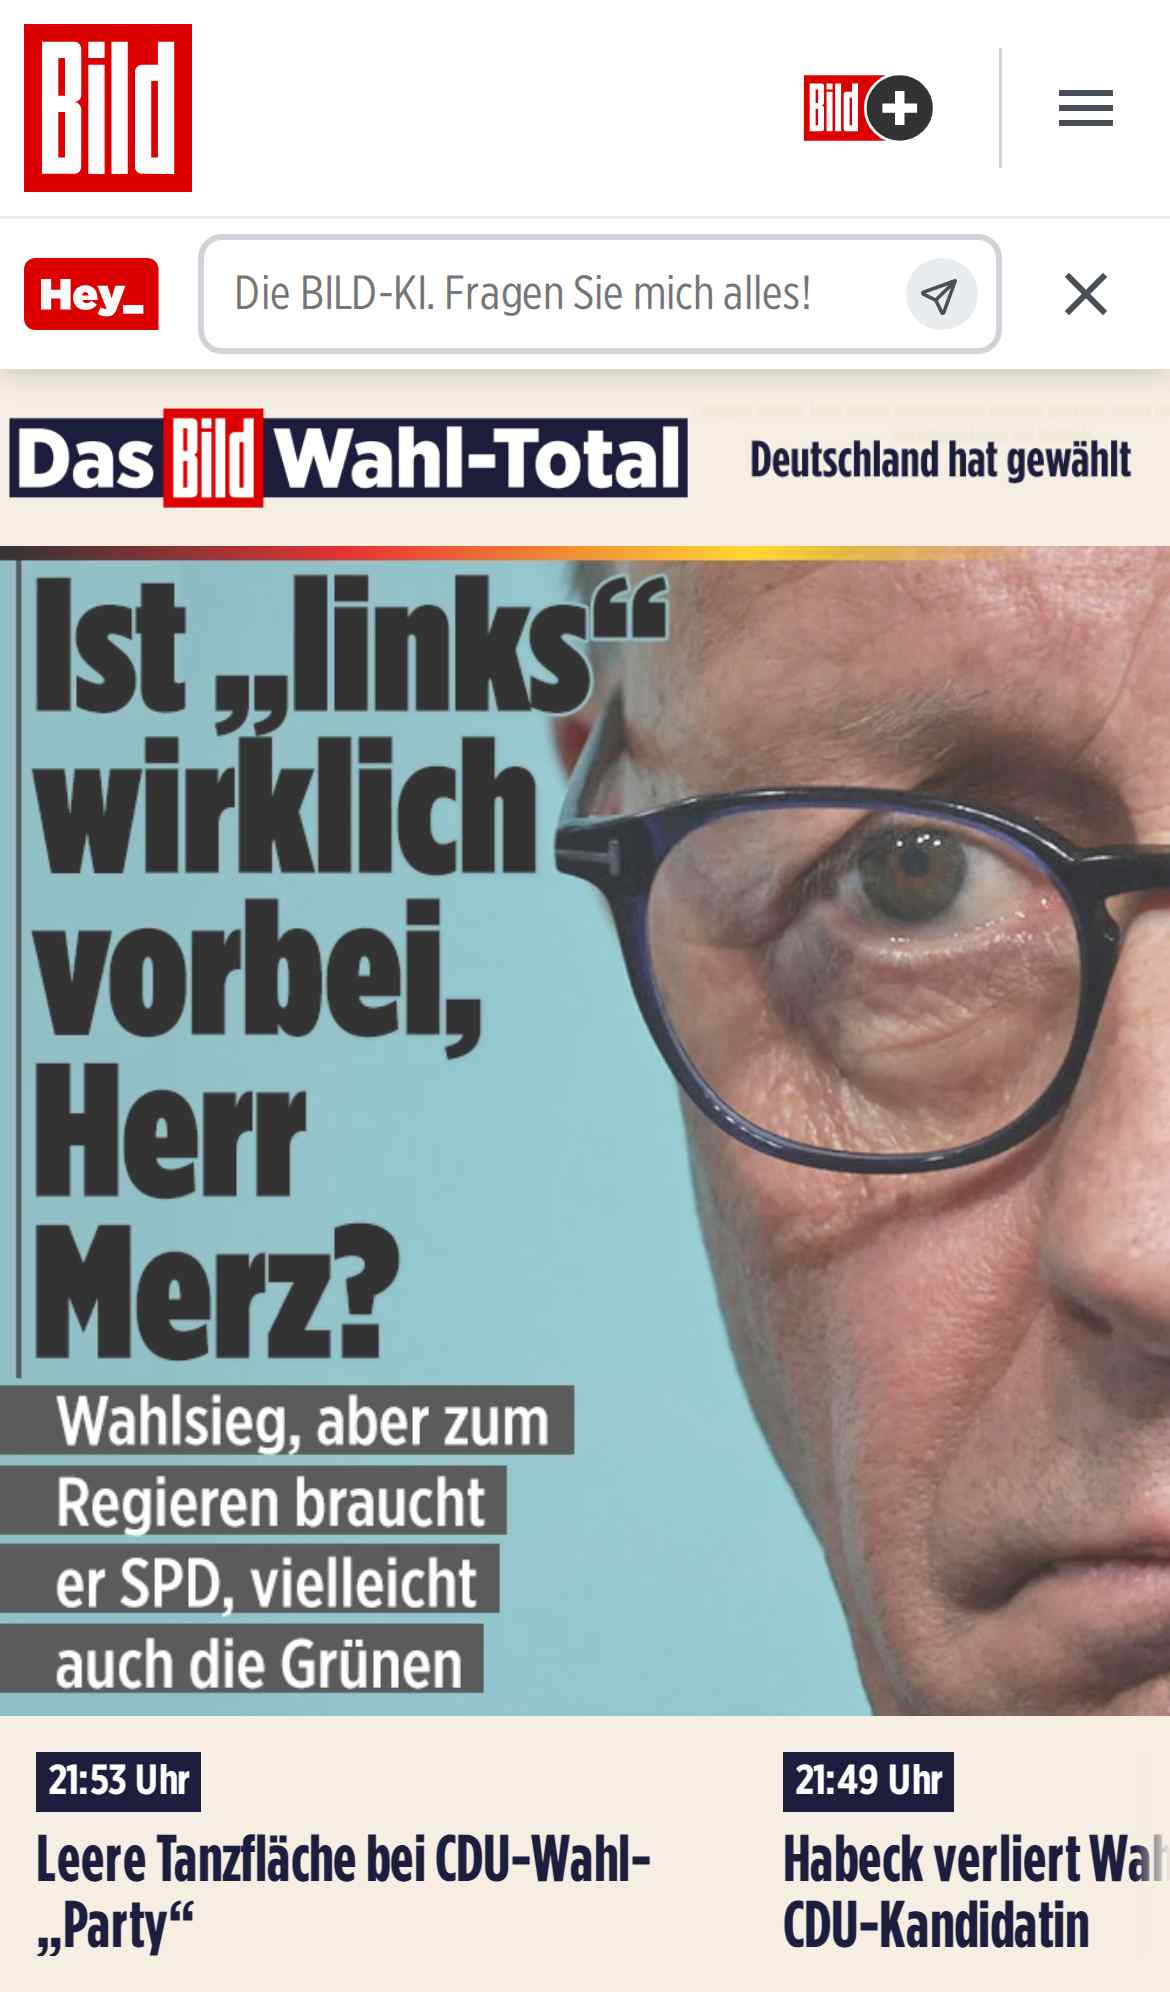 Bild
Bild
Hey_
Die BILD-KI. Fragen Sie mich alles!
Das Bild Wahl-Total
Deutschland hat gewählt
Ist „links“
wirklich
vorbei,
Herr
Merz?
Wahlsieg, aber zum
Regieren braucht
er SPD, vielleicht
auch die Grünen
21:53 Uhr
Leere Tanzfläche bei CDU-Wahl-
„Party“
21:49 Uhr
Habeck verliert
CDU-Kandidatin